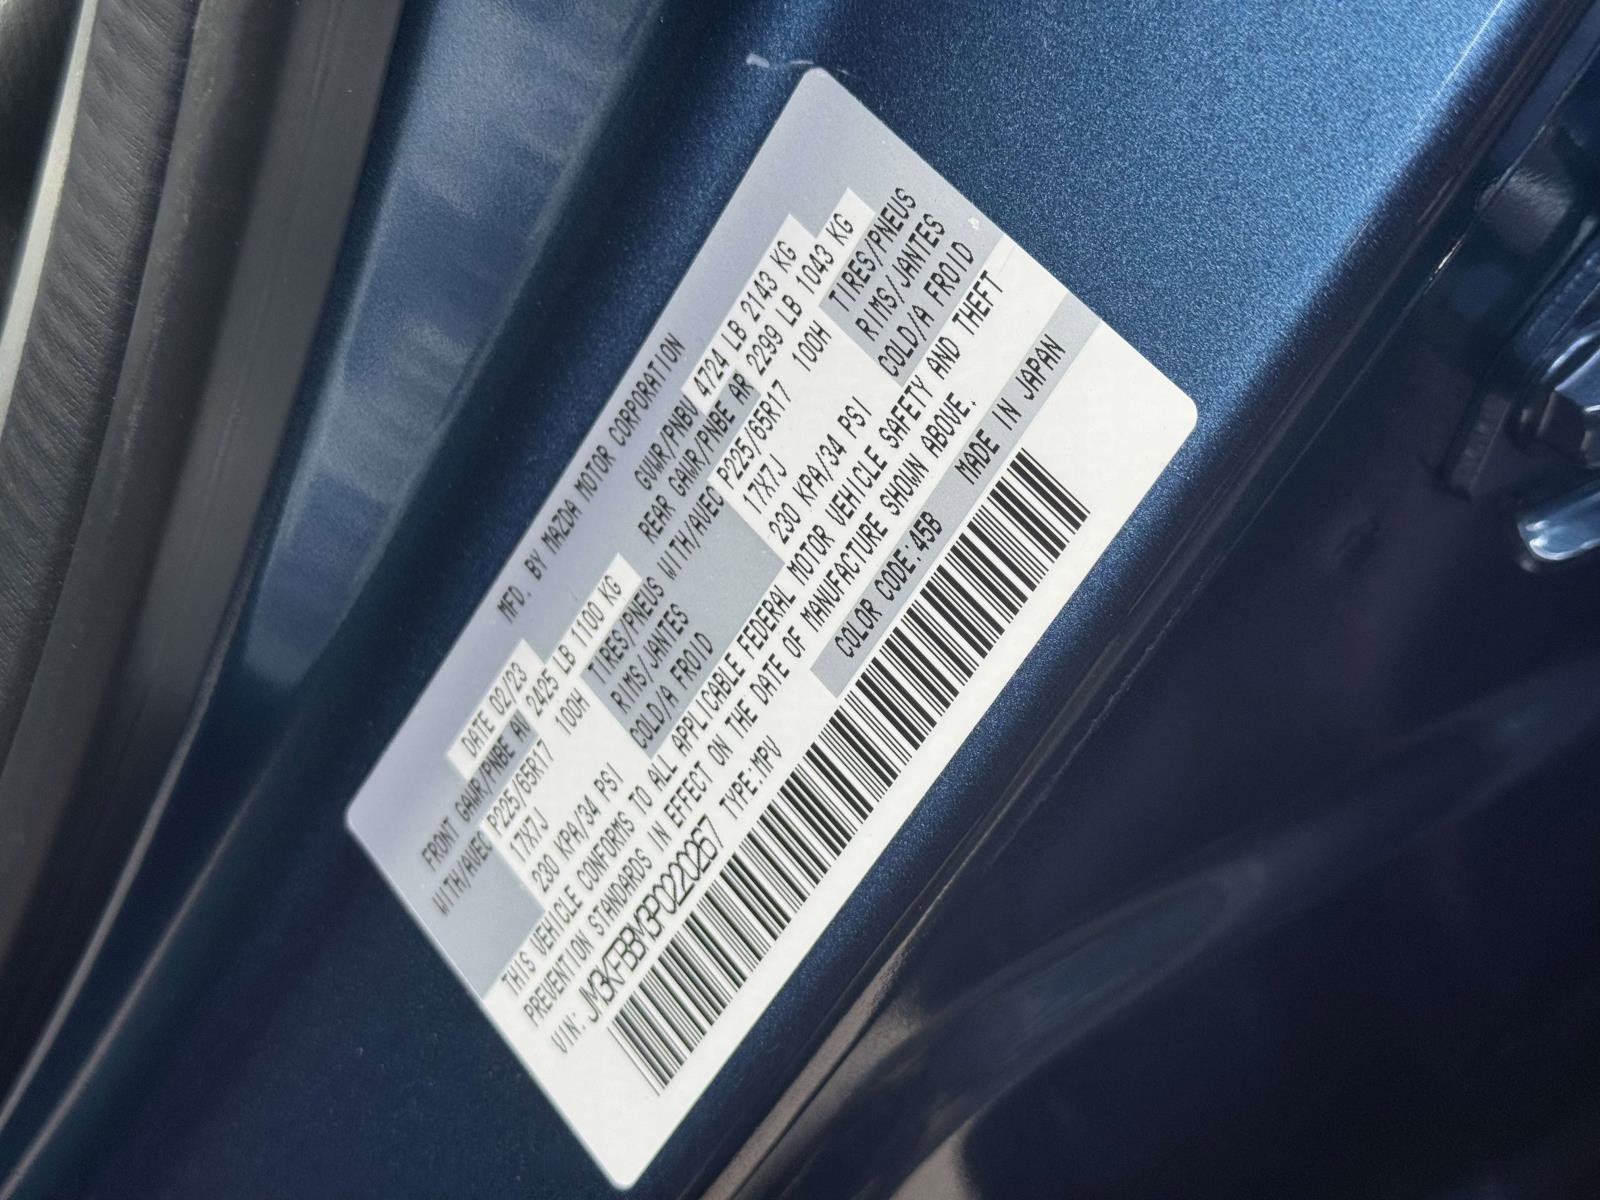 MFD. BY MAZDA MOTOR CORPORATION
DATE 02/23 GVWR/PNBV 4724 LB 2143 KG
FRONT GAWR/PNBE AV 2425 LB 1100 KG REAR GAWR/PNBE AR 2299 LB 1043 KG
WITH/AVEC P225/65R17 100H TIRES/PNEUS WITH/AVEC P225/65R17 100H TIRES/PNEUS
17X7J RIMS/JANTES 17X7J RIMS/JANTES
230 KPA/34 PSI COLD/A FROID 230 KPA/34 PSI COLD/A FROID
THIS VEHICLE CONFORMS TO ALL APPLICABLE FEDERAL MOTOR VEHICLE SAFETY AND THEFT
PREVENTION STANDARDS IN EFFECT ON THE DATE OF MANUFACTURE SHOWN ABOVE.
VIN: JM3KFBBM3P0220267 TYPE:MPV COLOR CODE:45B MADE IN JAPAN